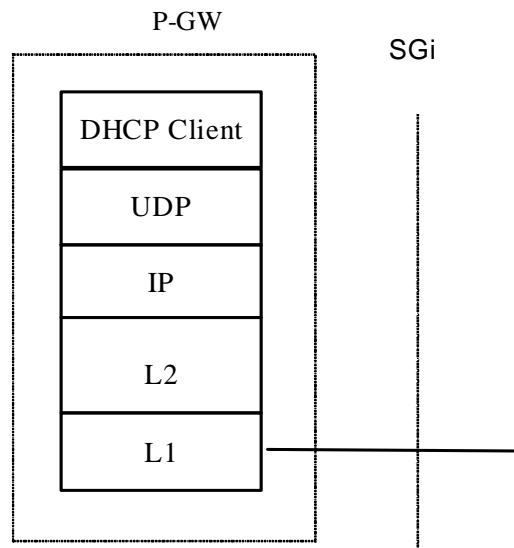 P-GW
SGi
DHCP Client
UDP
IP
L2
L1